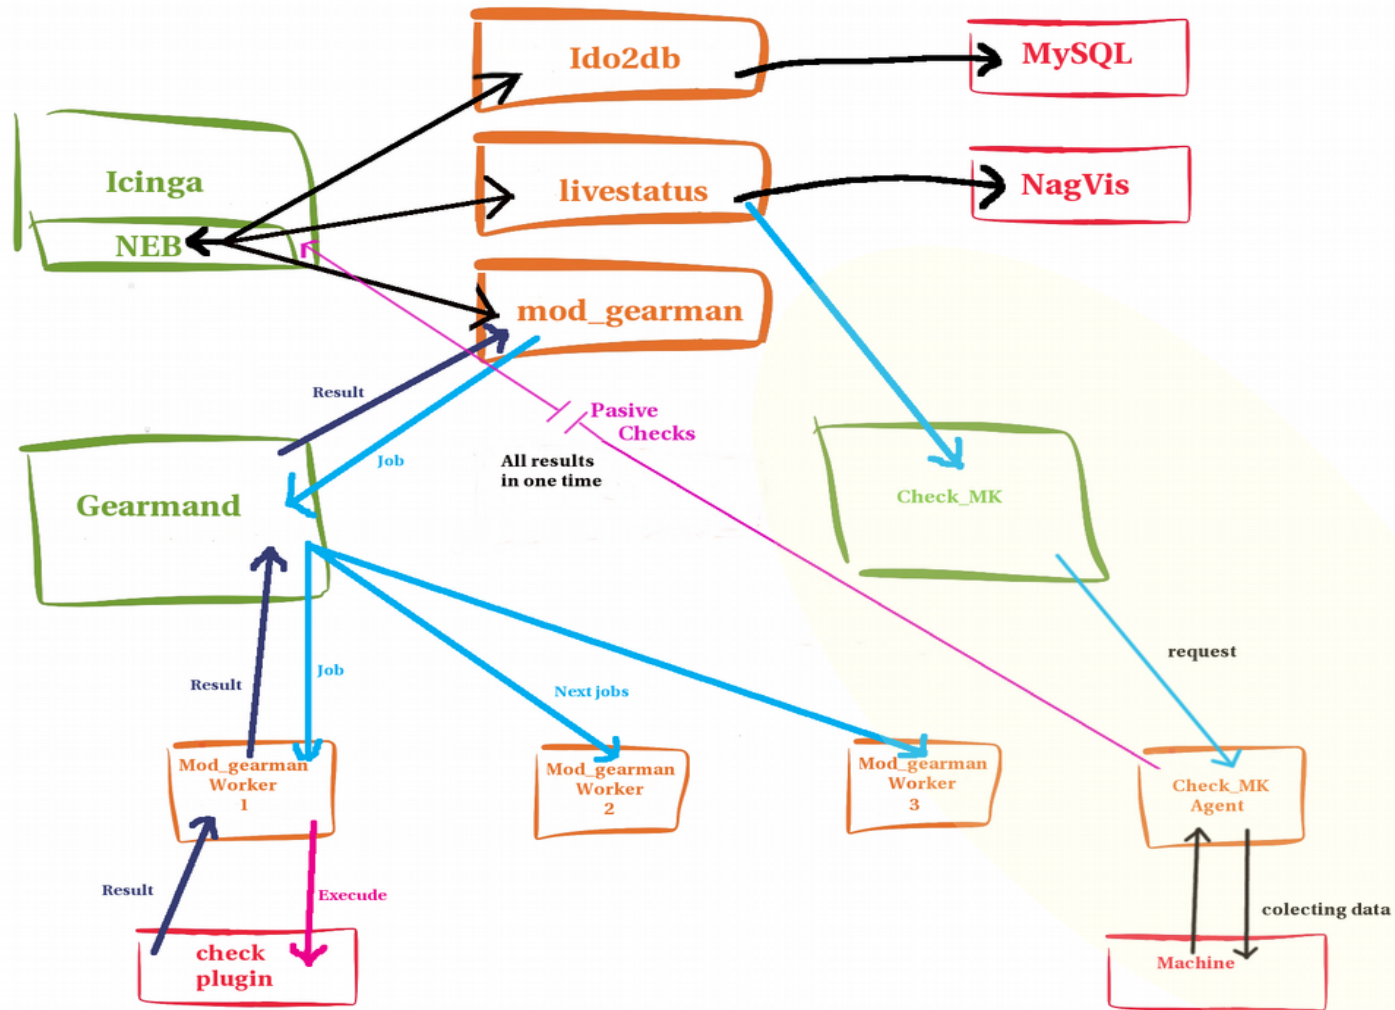 Ido2db
MySQL
Icinga
livestatus
NagVis
NEB
mod_gearman
Result
Pasive
Checks
Job
All results
in one time
Gearmand
Check_MK
request
Result
Job
Next jobs
Mod_gearman
Worker
1
Mod_gearman
Worker
2
Mod_gearman
Worker
3
Check_MK
Agent
Result
Execute
colecting data
check
plugin
Machine